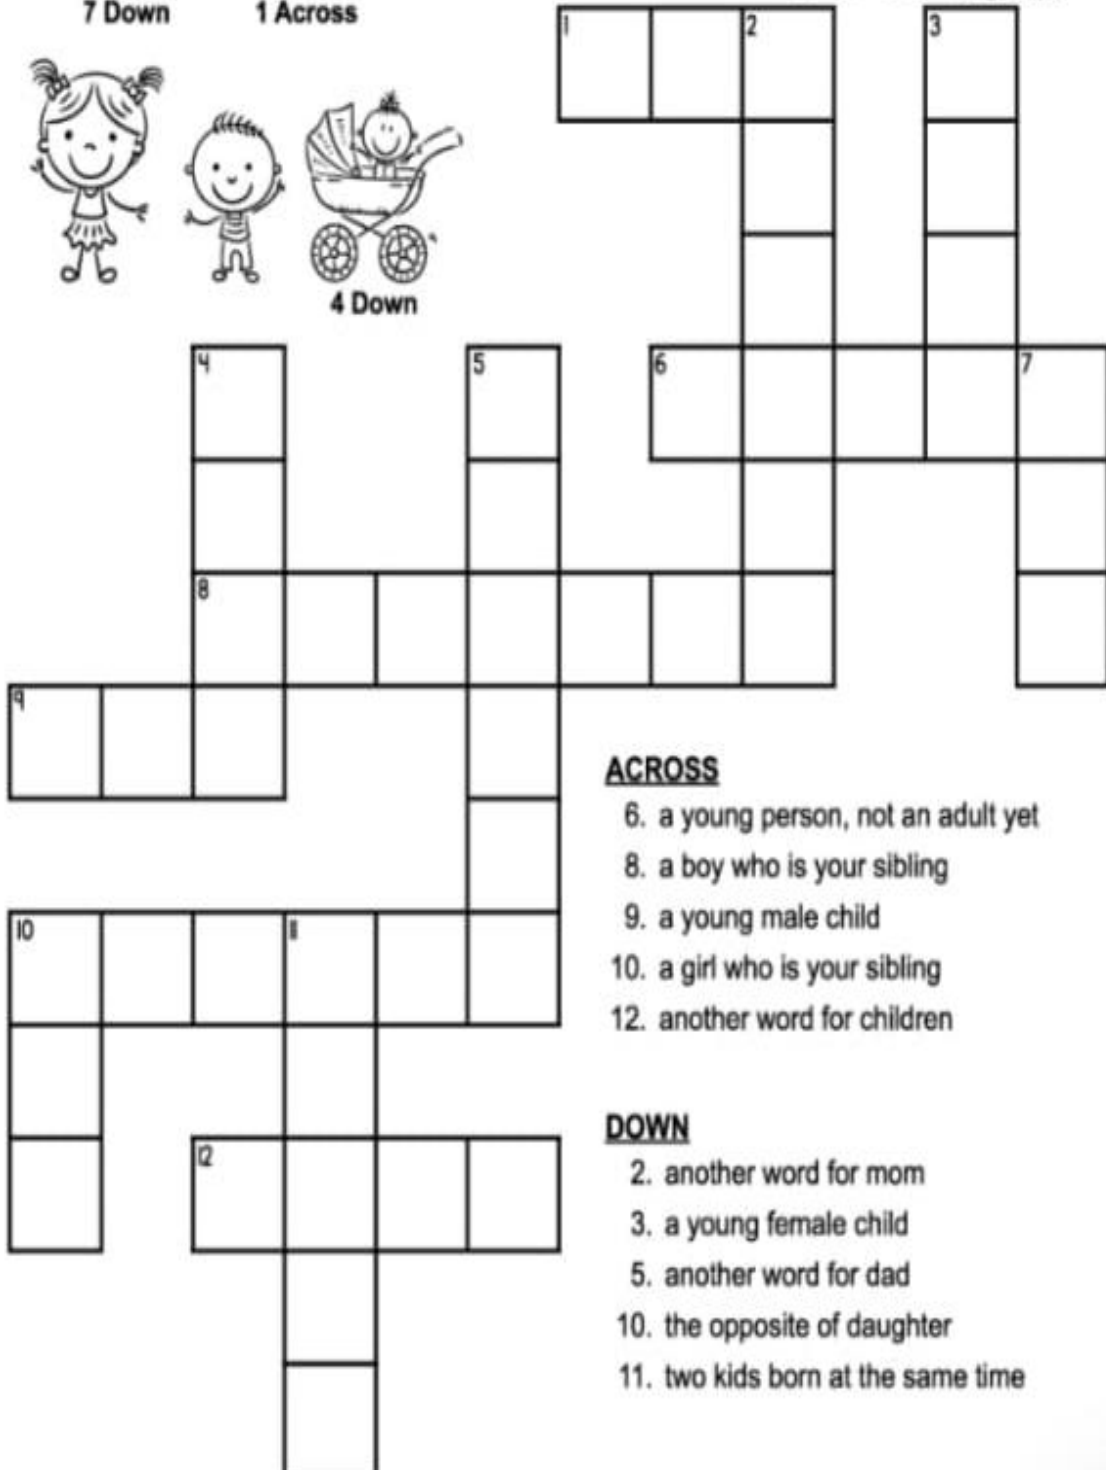 7 Down 1 Across
1 2 3
4 Down
4 5 6 7
8
9
ACROSS
6. a young person, not an adult yet
8. a boy who is your sibling
9. a young male child
10. a girl who is your sibling
12. another word for children
10 11
12
DOWN
2. another word for mom
3. a young female child
5. another word for dad
10. the opposite of daughter
11. two kids born at the same time